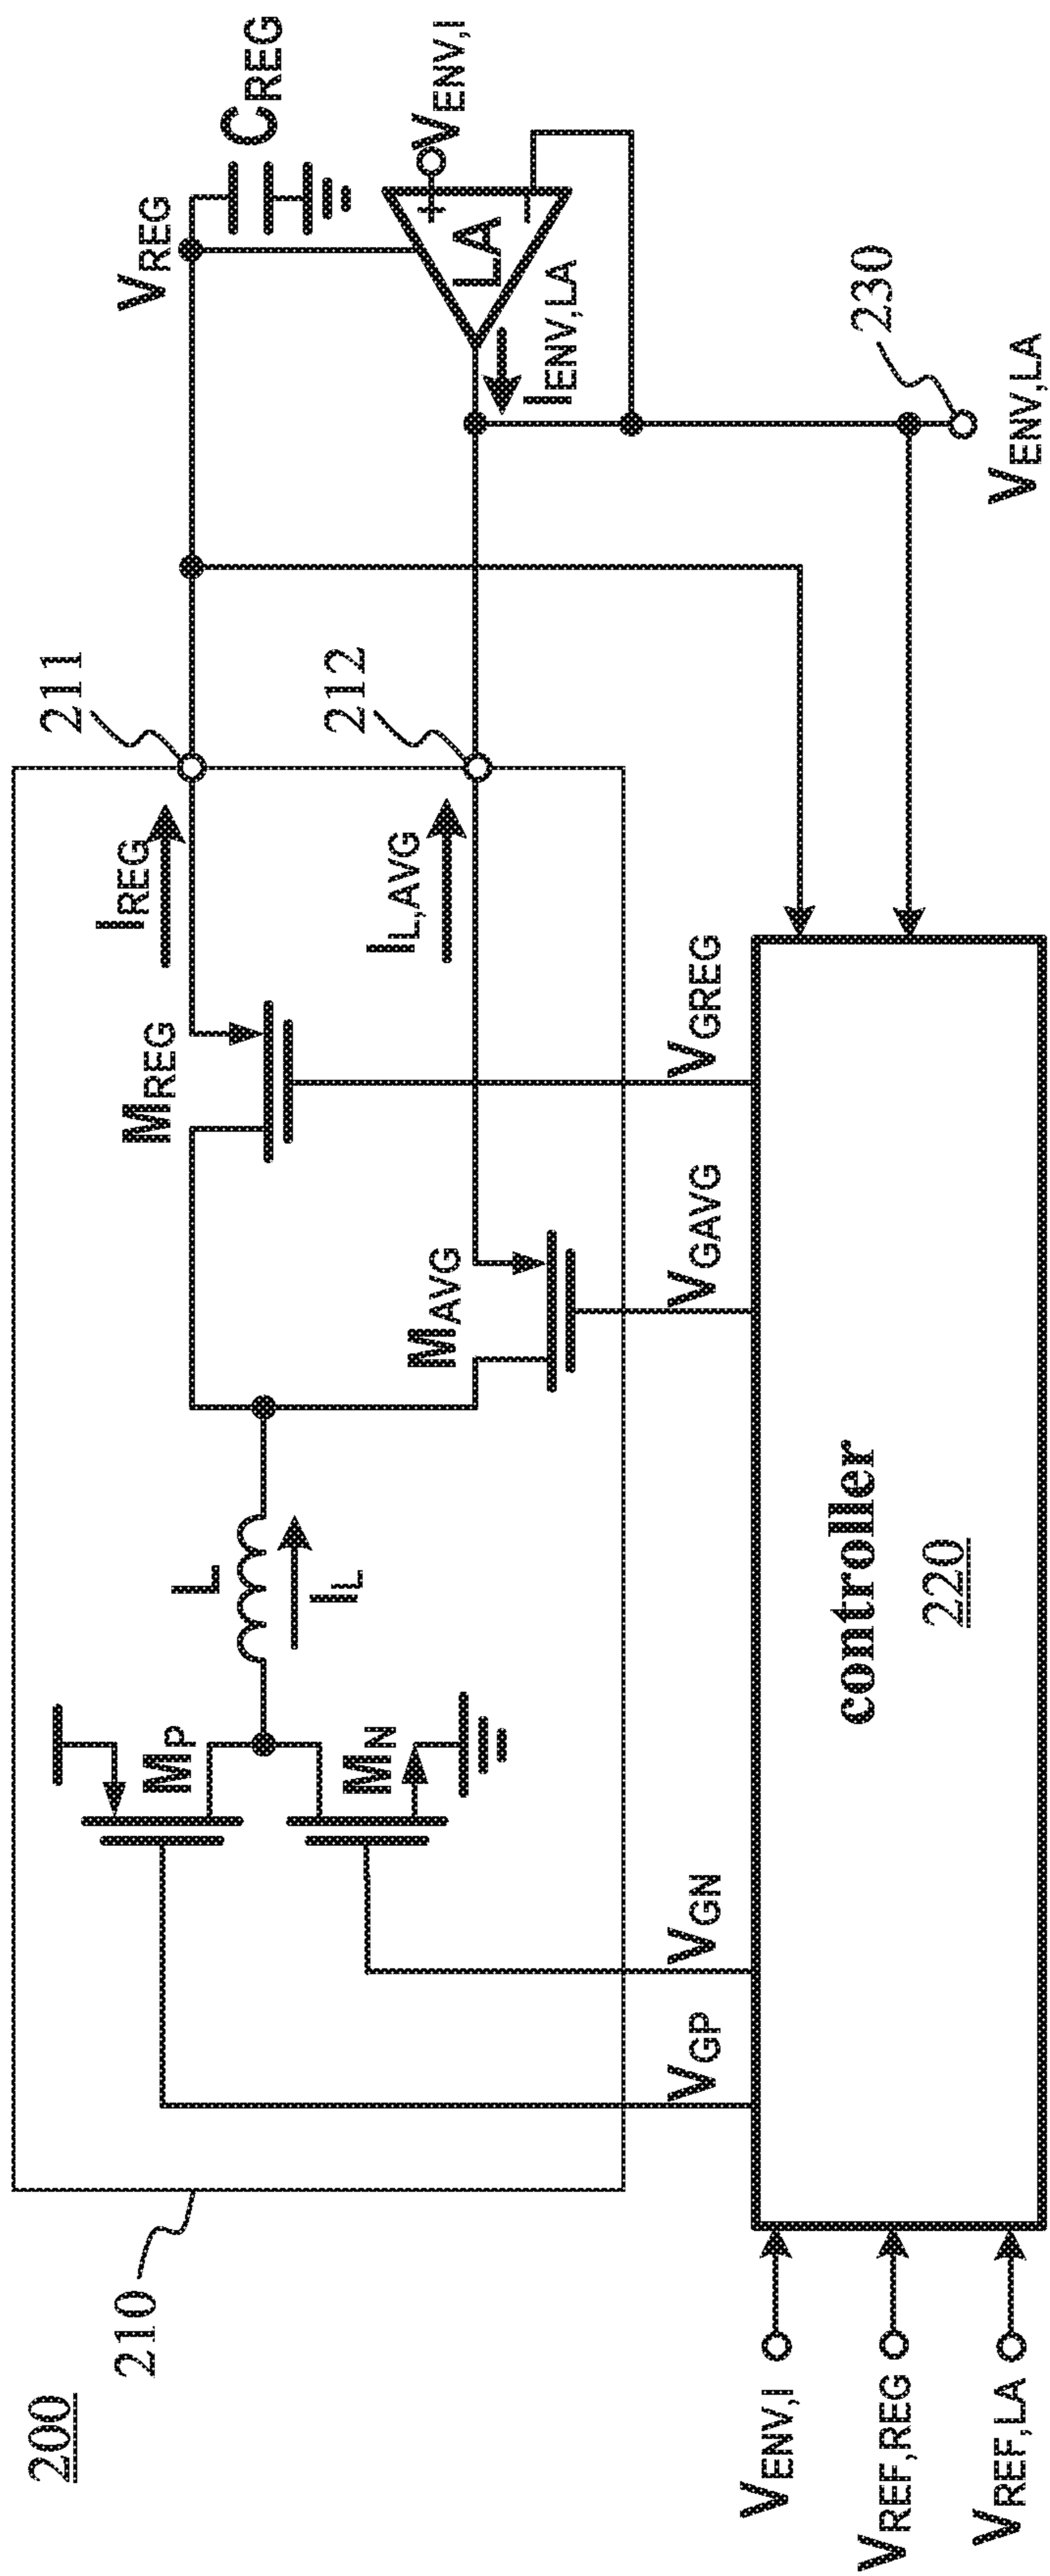 200
210
211
212
230
MP
MN
L
IL
MREG
MAVG
IREG
IL,AVG
VREG
CREG
LA
+
−
VENV,I
IENV,LA
VENV,LA
VGP
VGN
VGAVG
VGREG
controller
220
VENV,I
VREF,REG
VREF,LA